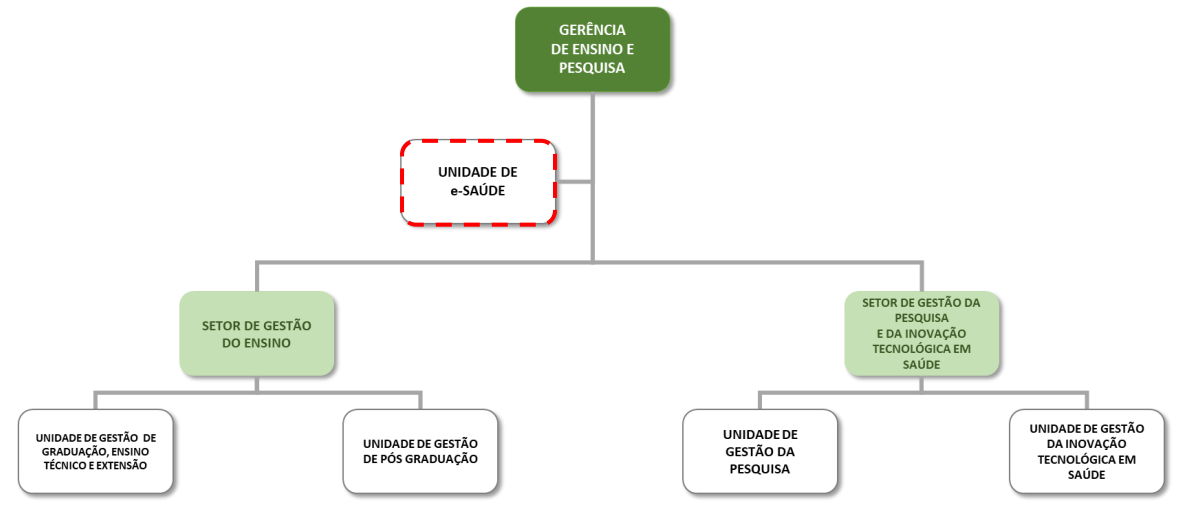 GERÊNCIA
DE ENSINO E
PESQUISA
UNIDADE DE
e-SAÚDE
SETOR DE GESTÃO
DO ENSINO
SETOR DE GESTÃO DA
PESQUISA
E DA INOVAÇÃO
TECNOLÓGICA EM
SAÚDE
UNIDADE DE GESTÃO DE
GRADUAÇÃO, ENSINO
TÉCNICO E EXTENSÃO
UNIDADE DE GESTÃO
DE PÓS GRADUAÇÃO
UNIDADE DE
GESTÃO DA
PESQUISA
UNIDADE DE GESTÃO
DA INOVAÇÃO
TECNOLÓGICA EM
SAÚDE